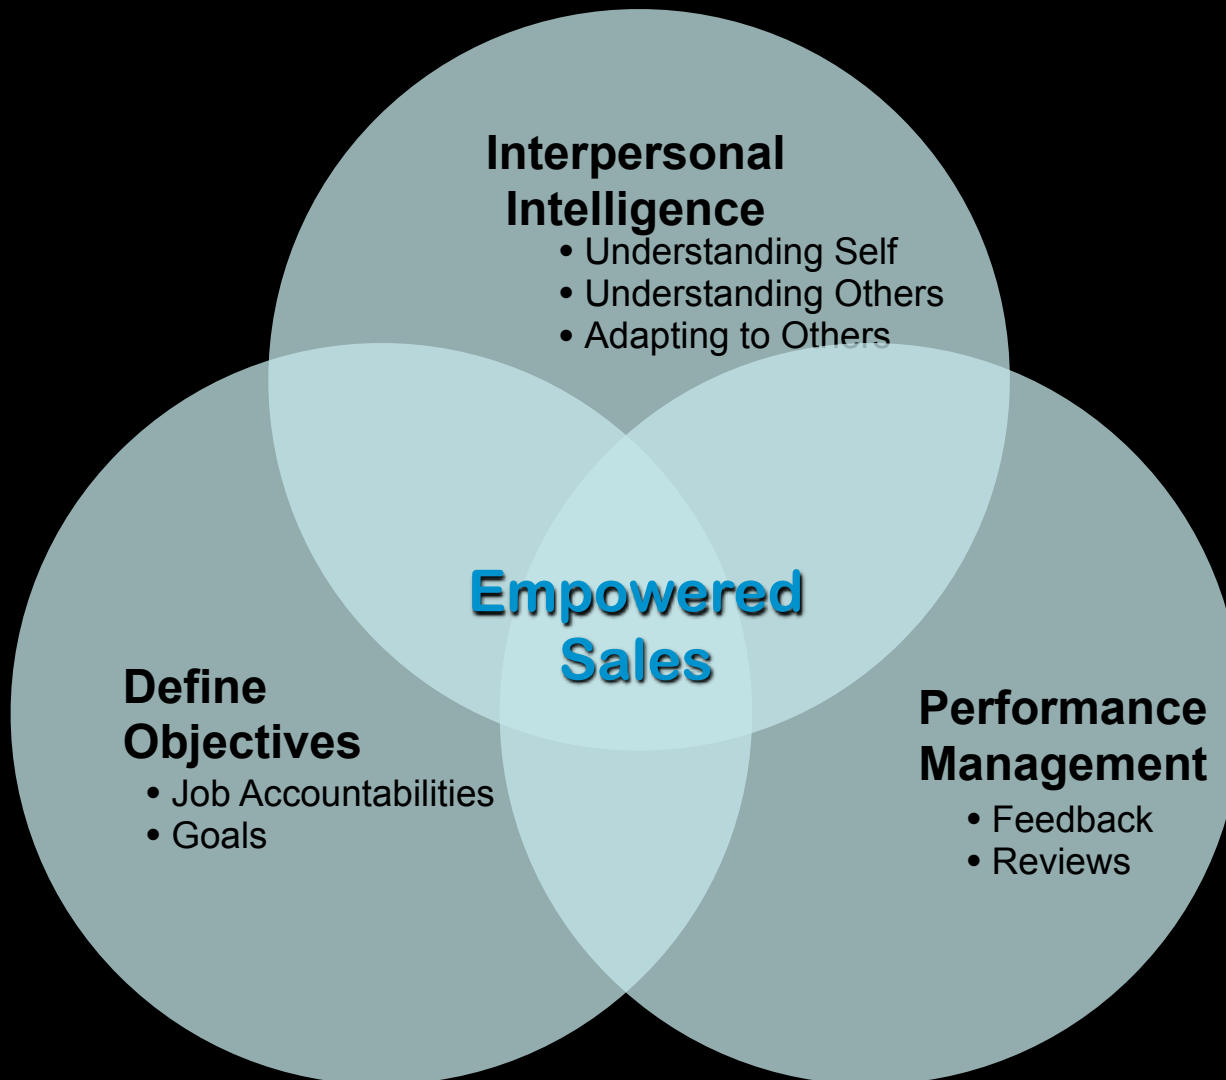 Interpersonal
Intelligence
• Understanding Self
• Understanding Others
• Adapting to Others
Empowered
Sales
Define
Objectives
• Job Accountabilities
• Goals
Performance
Management
• Feedback
• Reviews